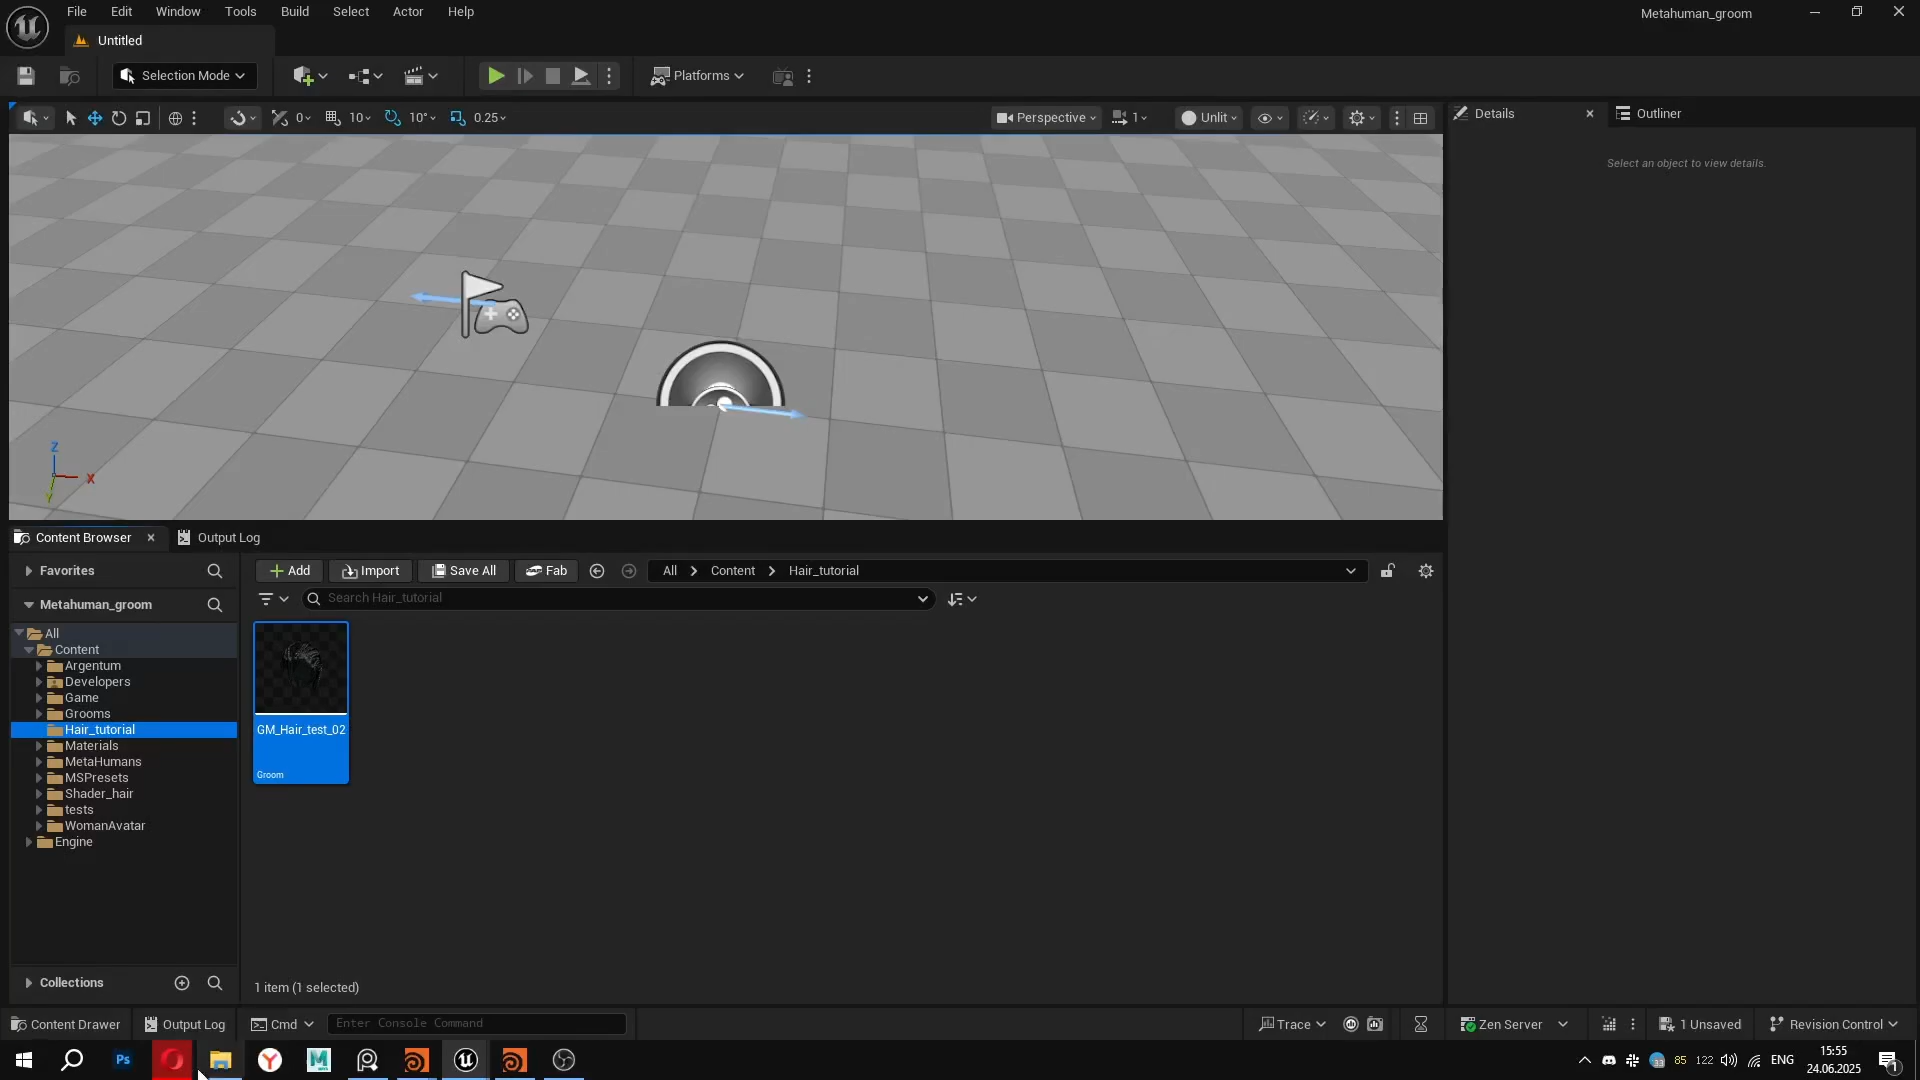 File Edit Window Tools Build Select Actor Help
Metahuman_groom
Untitled
Selection Mode
Platforms
0 10 10° 0.25
Perspective 1 Unlit
Details
Outliner
Select an object to view details.
Z
X
Y
Content Browser
Output Log
Favorites
Add Import Save All Fab All Content Hair_tutorial
Metahuman_groom
Search Hair_tutorial
All
Content
Argentum
Developers
Game
Grooms
Hair_tutorial
Materials
MetaHumans
MSPresets
Shader_hair
tests
WomanAvatar
Engine
GM_Hair_test_02
Groom
Collections
1 item (1 selected)
Content Drawer Output Log Cmd Enter Console Command Trace Zen Server 1 Unsaved Revision Control
Ps
33 85 122 ENG
15:55
24.06.2025
1